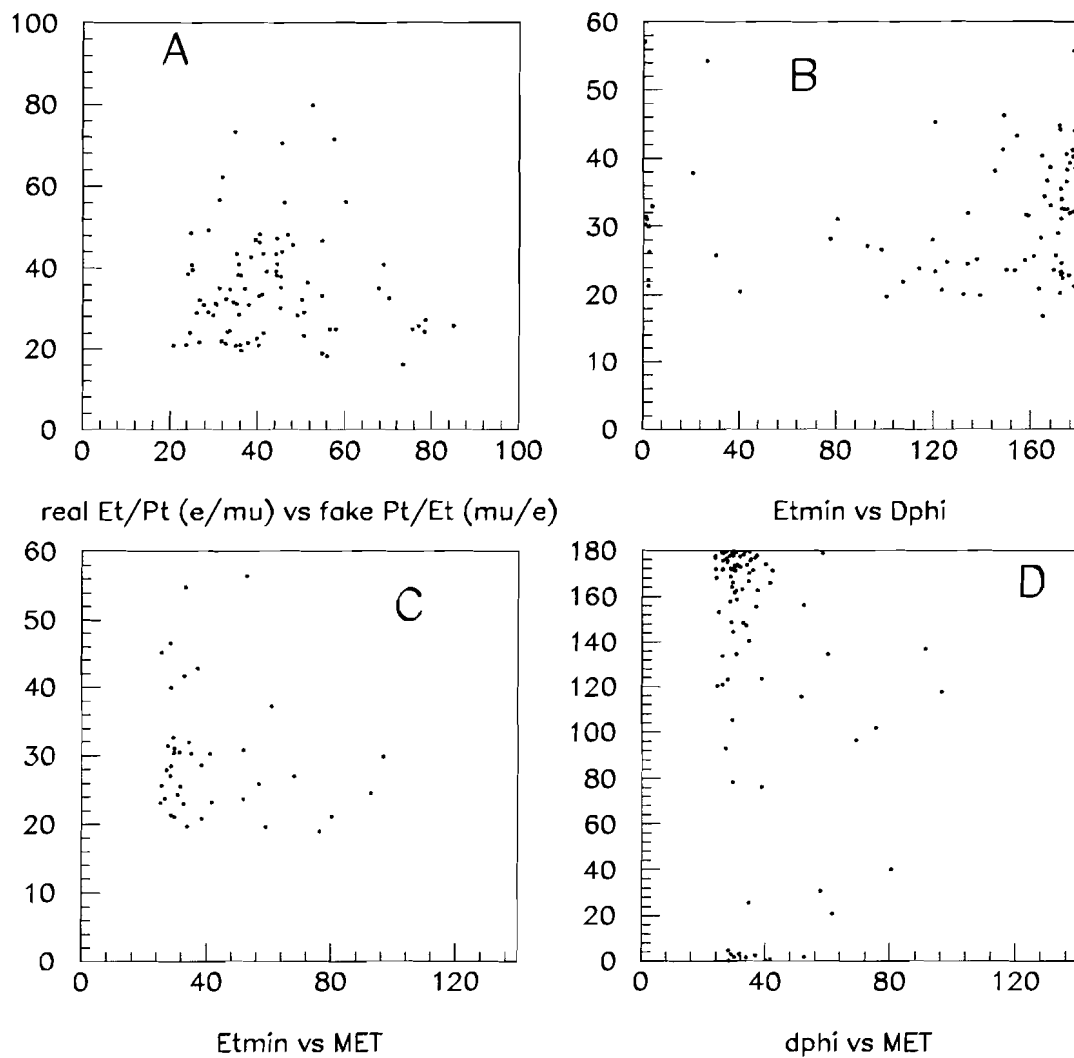 100
80
60
40
20
0
A
0 20 40 60 80 100
real Et/Pt (e/mu) vs fake Pt/Et (mu/e)
60
50
40
30
20
10
0
B
0 40 80 120 160
Etmin vs Dphi
60
50
40
30
20
10
0
C
0 40 80 120
Etmin vs MET
180
160
140
120
100
80
60
40
20
0
D
0 40 80 120
dphi vs MET